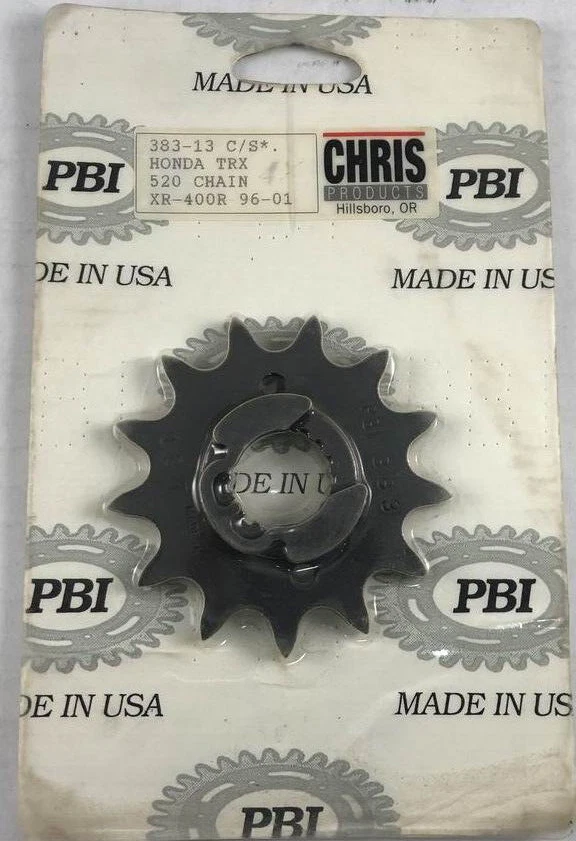 MADE IN USA
383-13 C/S*.
HONDA TRX
520 CHAIN
XR-400R 96-01
CHRIS
PRODUCTS
Hillsboro, OR
PBI
PBI
DE IN USA
MADE IN US
PBI
DE IN U
PBI
PBI
DE IN USA
MADE IN US
PBI